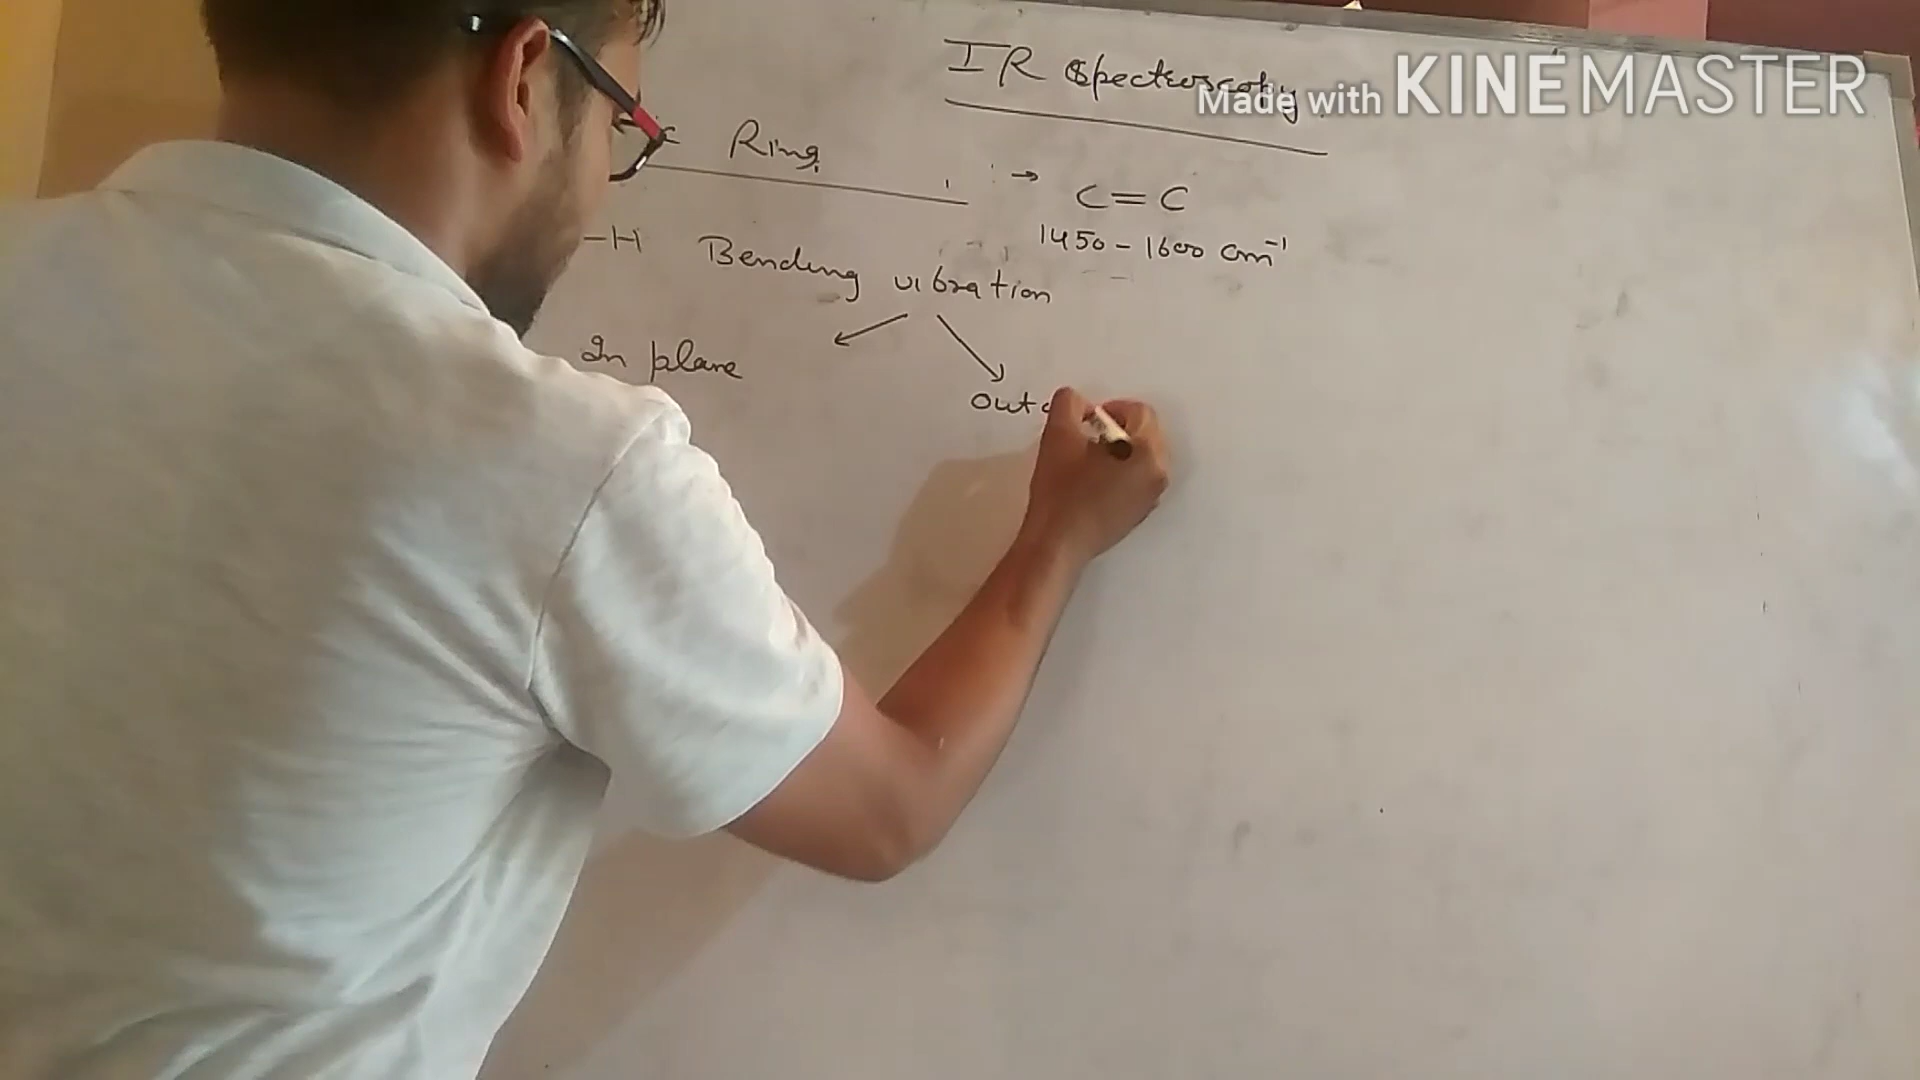 IR spectroscopy
Made with KINEMASTER
Ring
→ C=C
1450 - 1600 cm⁻¹
-H Bending vibration
In plane
out